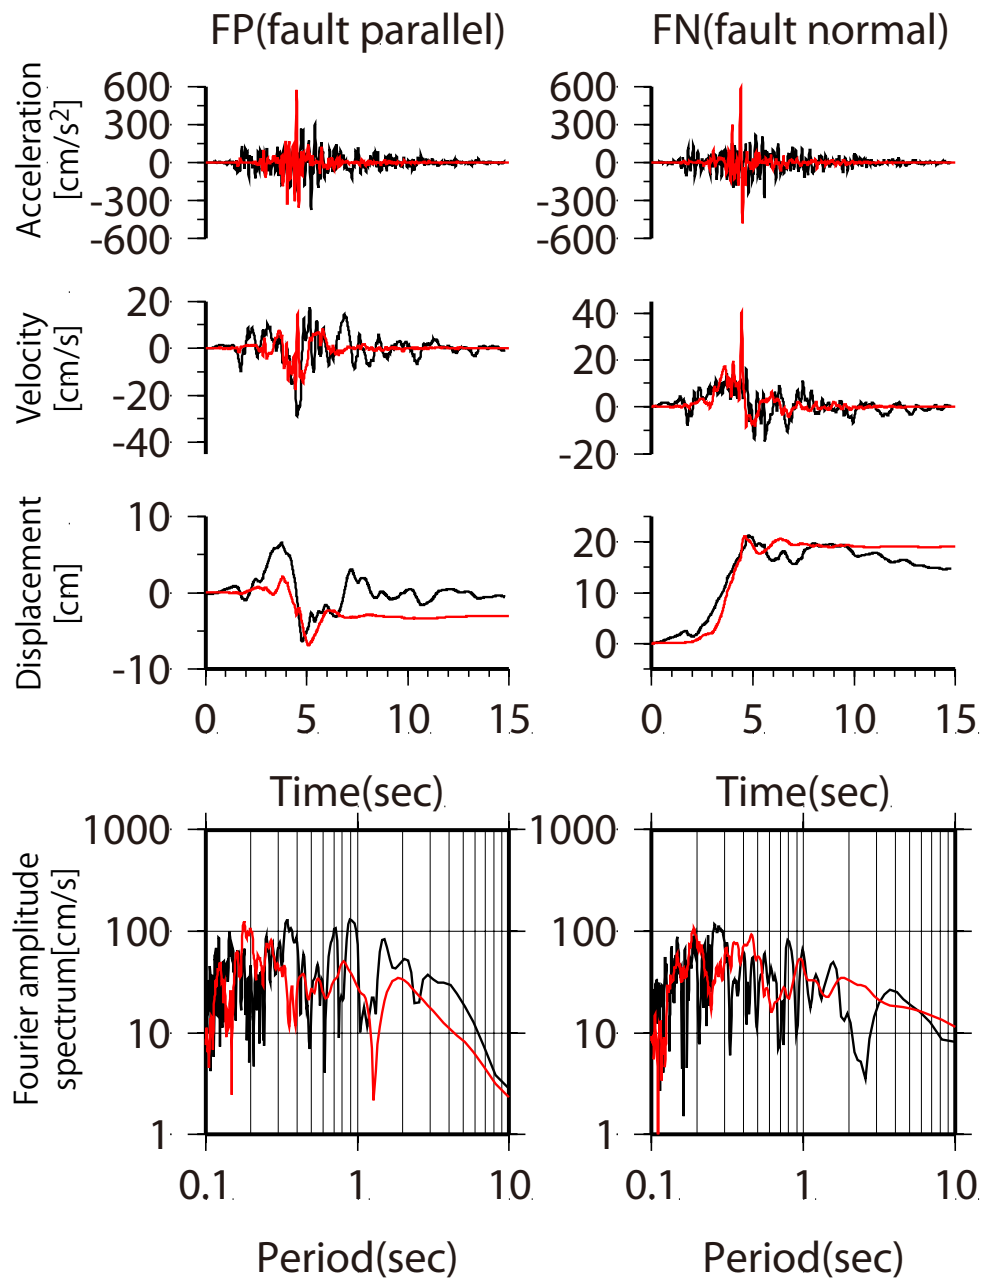 FP(fault parallel) FN(fault normal)
Acceleration
[cm/s2]
600
300
0
-300
-600
600
300
0
-300
-600
Velocity
[cm/s]
20
0
-20
-40
40
20
0
-20
Displacement
[cm]
10
0
-10
20
10
0
0 5 10 15
0 5 10 15
Time(sec) Time(sec)
Fourier amplitude
spectrum[cm/s]
1000
100
10
1
1000
100
10
1
0.1 1 10
0.1 1 10
Period(sec) Period(sec)